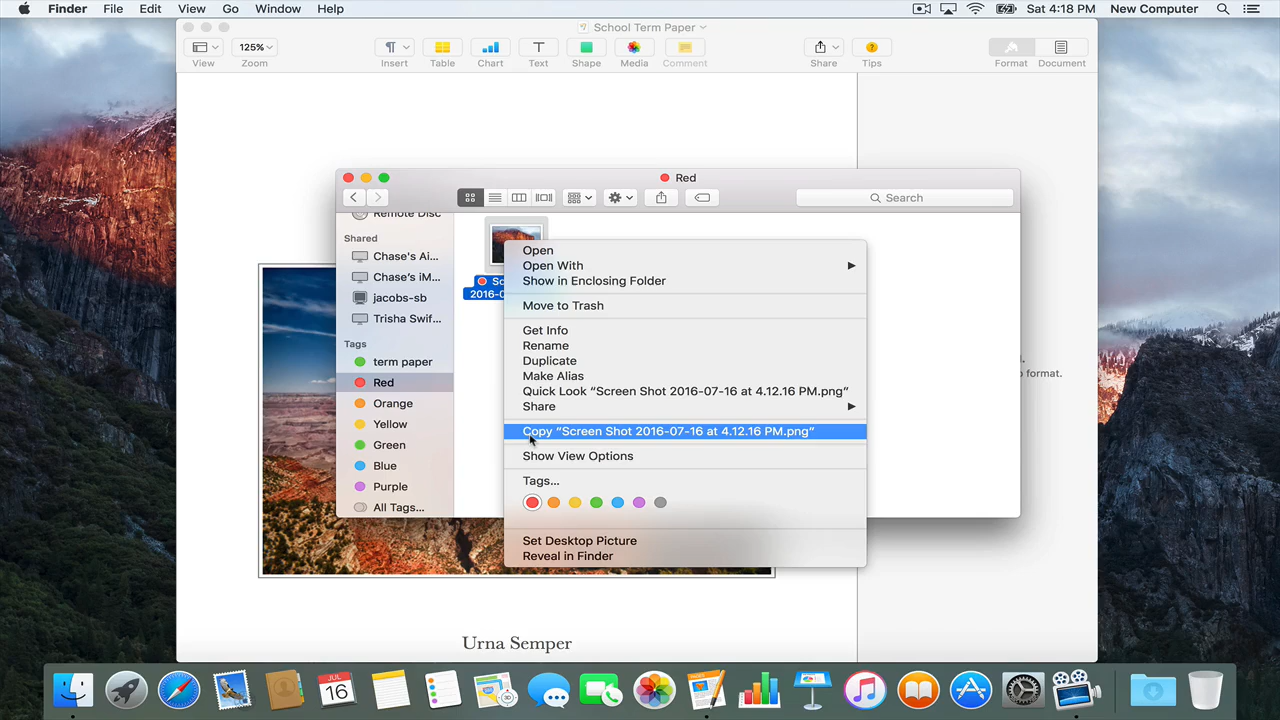 Finder File Edit View Go Window Help Sat 4:18 PM New Computer
School Term Paper
125%
View Zoom Insert Table Chart Text Shape Media Comment Share Tips Format Document
Red
Search
Remote Disc
Shared
Chase's Ai...
Chase's iM...
jacobs-sb
Trisha Swif...
Tags
term paper
Red
Orange
Yellow
Green
Blue
Purple
All Tags...
Open
Open With
Show in Enclosing Folder
Move to Trash
Get Info
Rename
Duplicate
Make Alias
Quick Look “Screen Shot 2016-07-16 at 4.12.16 PM.png”
Share
Copy “Screen Shot 2016-07-16 at 4.12.16 PM.png”
Show View Options
Tags...
Set Desktop Picture
Reveal in Finder
o format.
Urna Semper
JUL
16